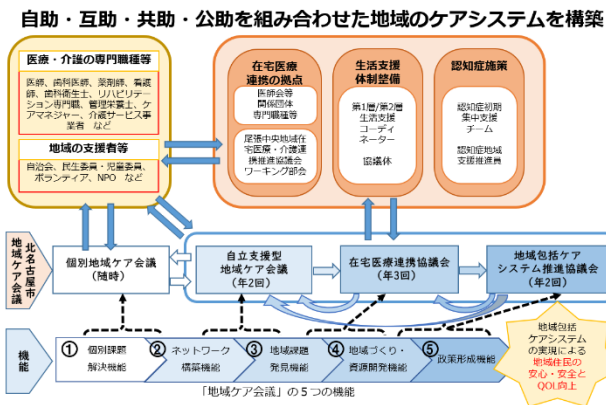 自助・互助・共助・公助を組み合わせた地域のケアシステムを構築
医療・介護の専門職種等
医師、歯科医師、薬剤師、看護
師、歯科衛生士、リハビリテー
ション専門職、管理栄養士、ケ
アマネジャー、介護サービス事
業者 など
地域の支援者等
自治会、民生委員・児童委員、
ボランティア、NPO など
在宅医療
連携の拠点
医師会等
関係団体
専門職種等
尾張中央地域在
宅医療・介護連
携推進協議会
ワーキング部会
生活支援
体制整備
第1層/第2層
生活支援
コーディ
ネーター
協議体
認知症施策
認知症初期
集中支援
チーム
認知症地域
支援推進員
北名古屋市
地域ケア会議
個別地域ケア会議
(随時)
自立支援型
地域ケア会議
(年2回)
在宅医療連携協議会
(年3回)
地域包括ケア
システム推進協議会
(年2回)
機能
① 個別課題
解決機能
② ネットワーク
構築機能
③ 地域課題
発見機能
④ 地域づくり・
資源開発機能
⑤ 政策形成機能
地域包括
ケアシステム
の実現による
地域住民の
安心・安全と
QOL向上
「地域ケア会議」の5つの機能